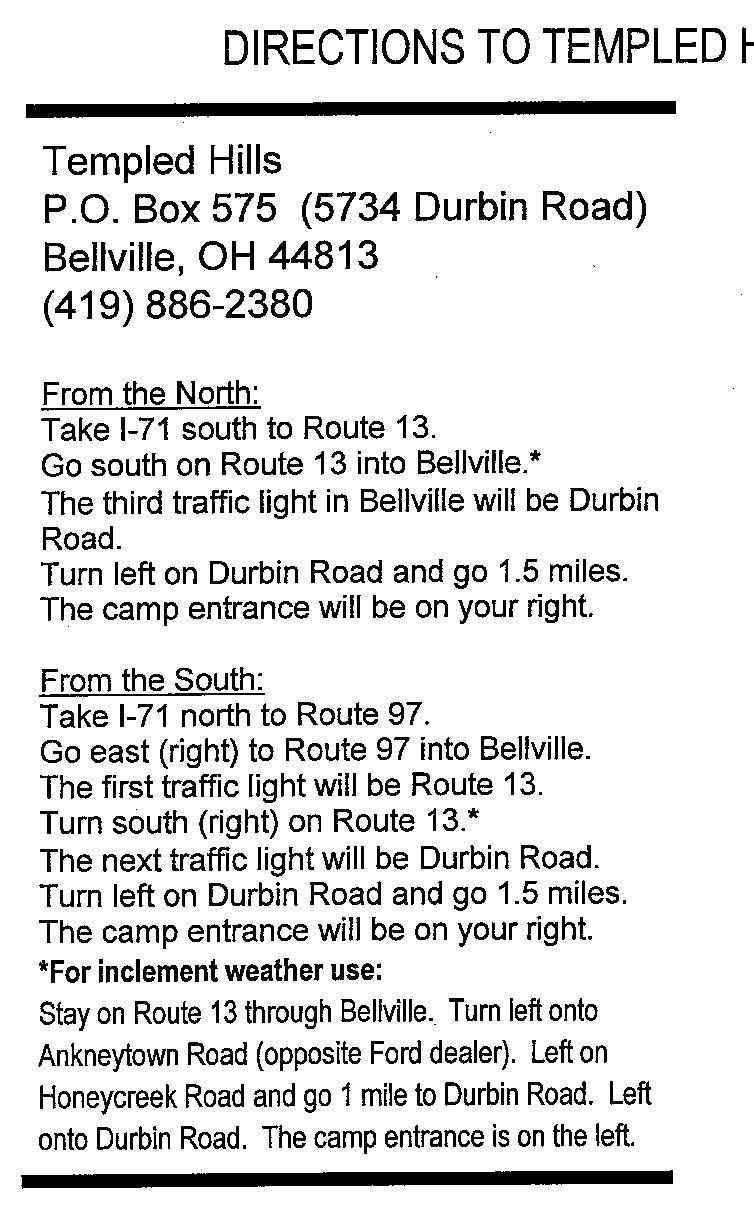 DIRECTIONS TO TEMPLED H
Templed Hills
P.O. Box 575 (5734 Durbin Road)
Bellville, OH 44813
(419) 886-2380
From the North:
Take I-71 south to Route 13.
Go south on Route 13 into Bellville.*
The third traffic light in Bellville will be Durbin
Road.
Turn left on Durbin Road and go 1.5 miles.
The camp entrance will be on your right.
From the South:
Take I-71 north to Route 97.
Go east (right) to Route 97 into Bellville.
The first traffic light will be Route 13.
Turn south (right) on Route 13.*
The next traffic light will be Durbin Road.
Turn left on Durbin Road and go 1.5 miles.
The camp entrance will be on your right.
*For inclement weather use:
Stay on Route 13 through Bellville. Turn left onto
Ankneytown Road (opposite Ford dealer). Left on
Honeycreek Road and go 1 mile to Durbin Road. Left
onto Durbin Road. The camp entrance is on the left.